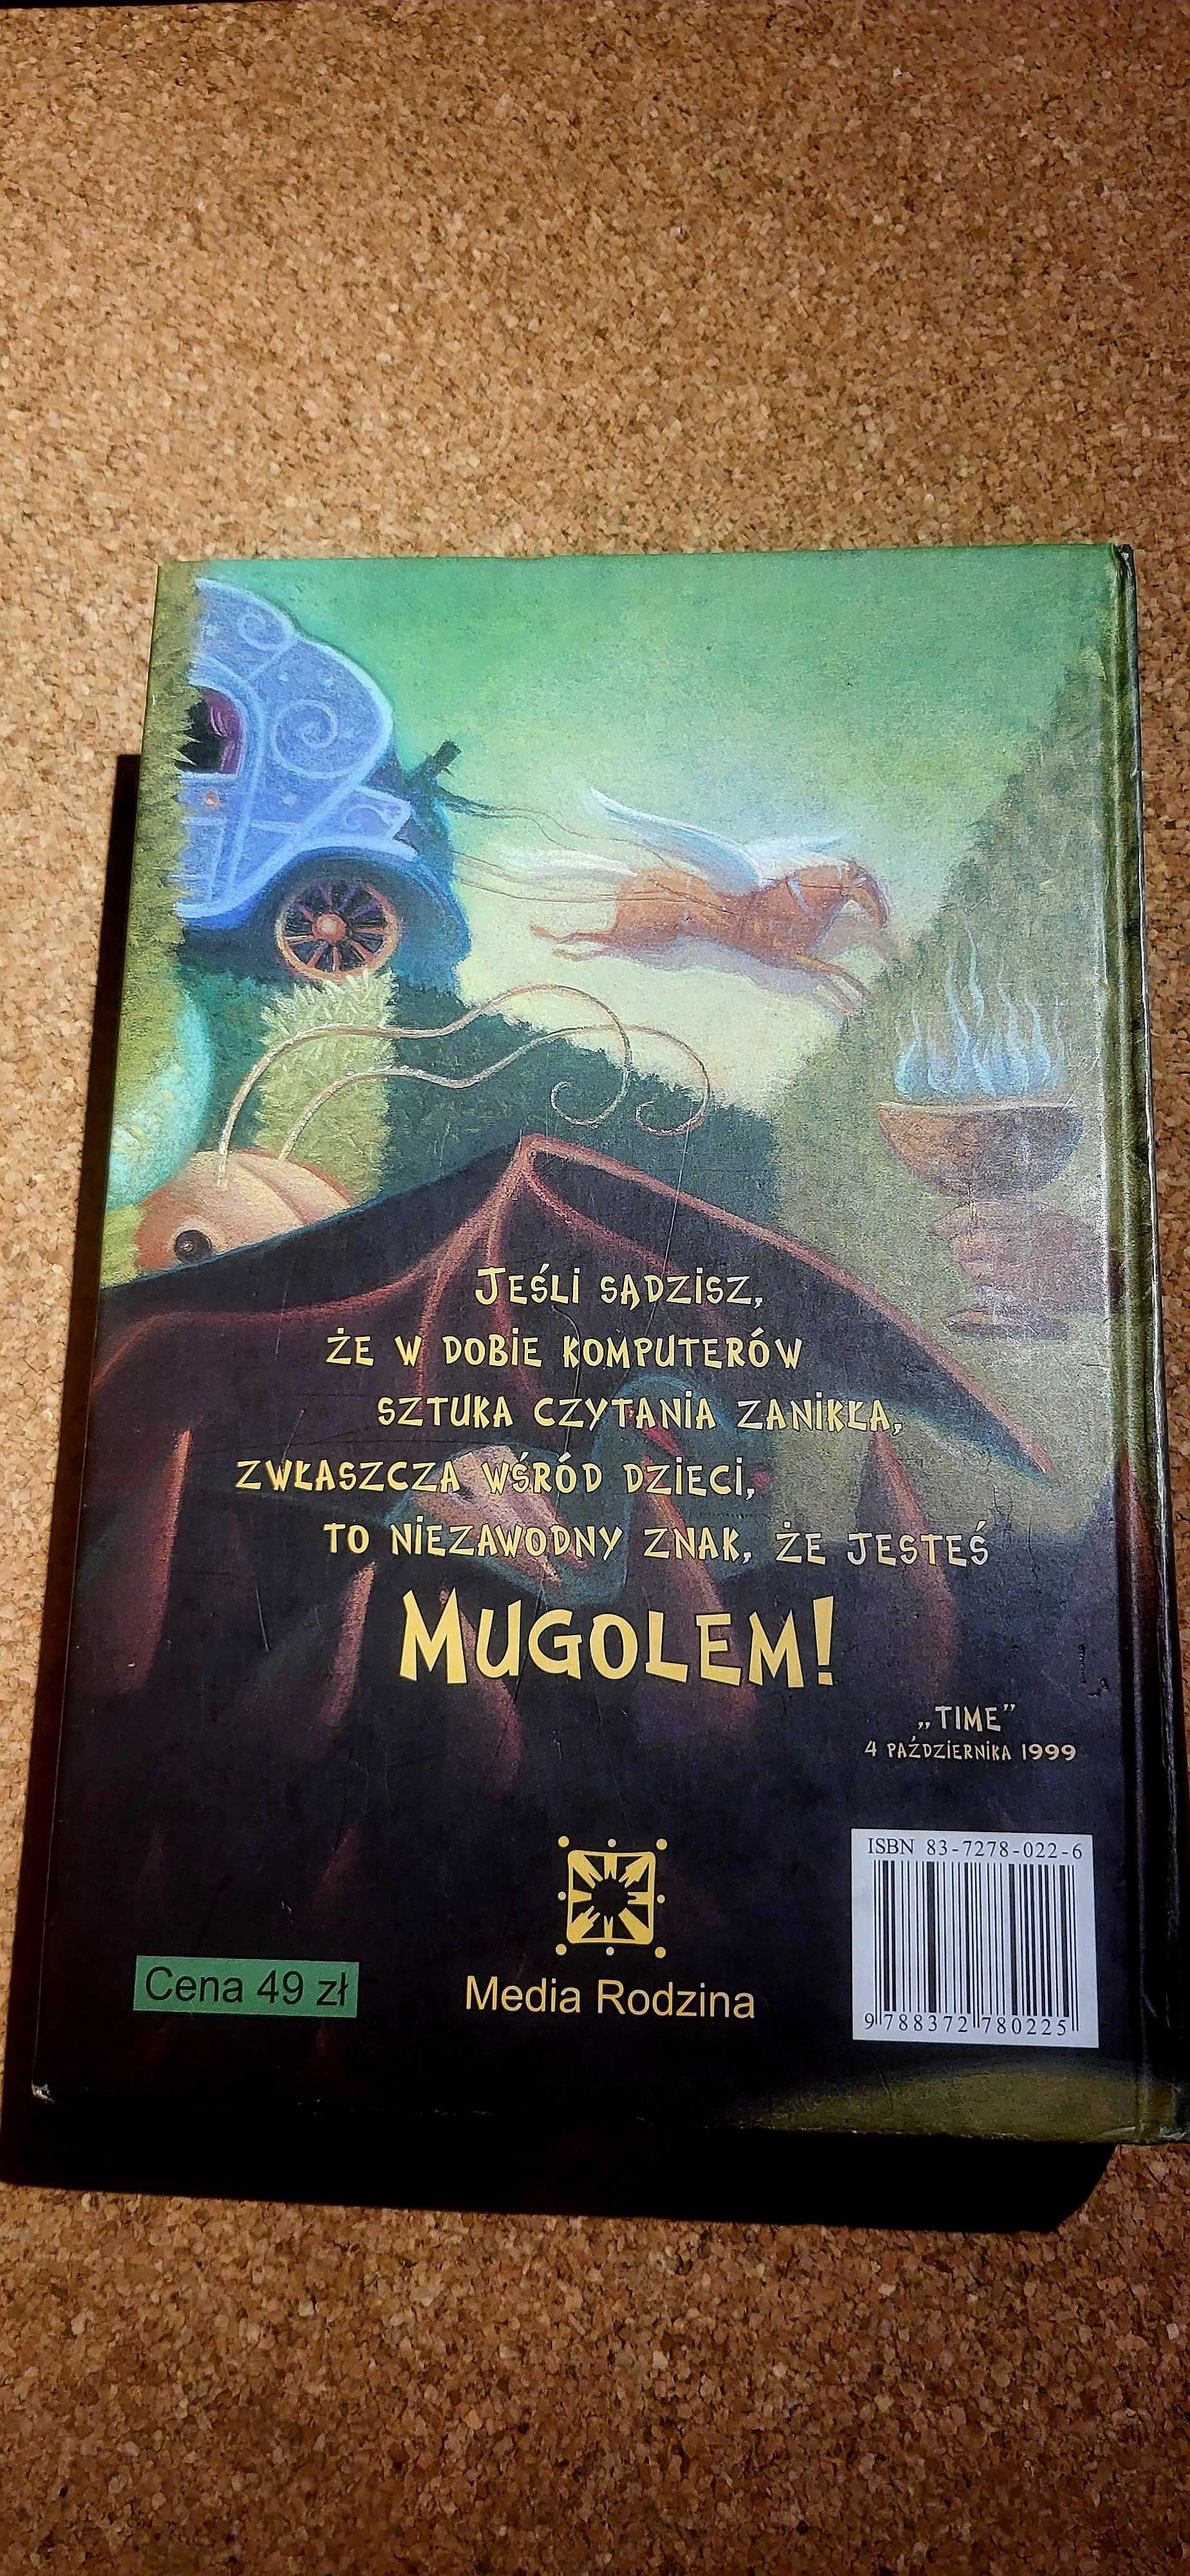 Jeśli sądzisz,
że w dobie komputerów
sztuka czytania zanikła,
zwłaszcza wśród dzieci,
to niezawodny znak, że jesteś
Mugolem!
„TIME”
4 października 1999
ISBN 83-7278-022-6
Cena 49 zł
Media Rodzina
9 788372 780225